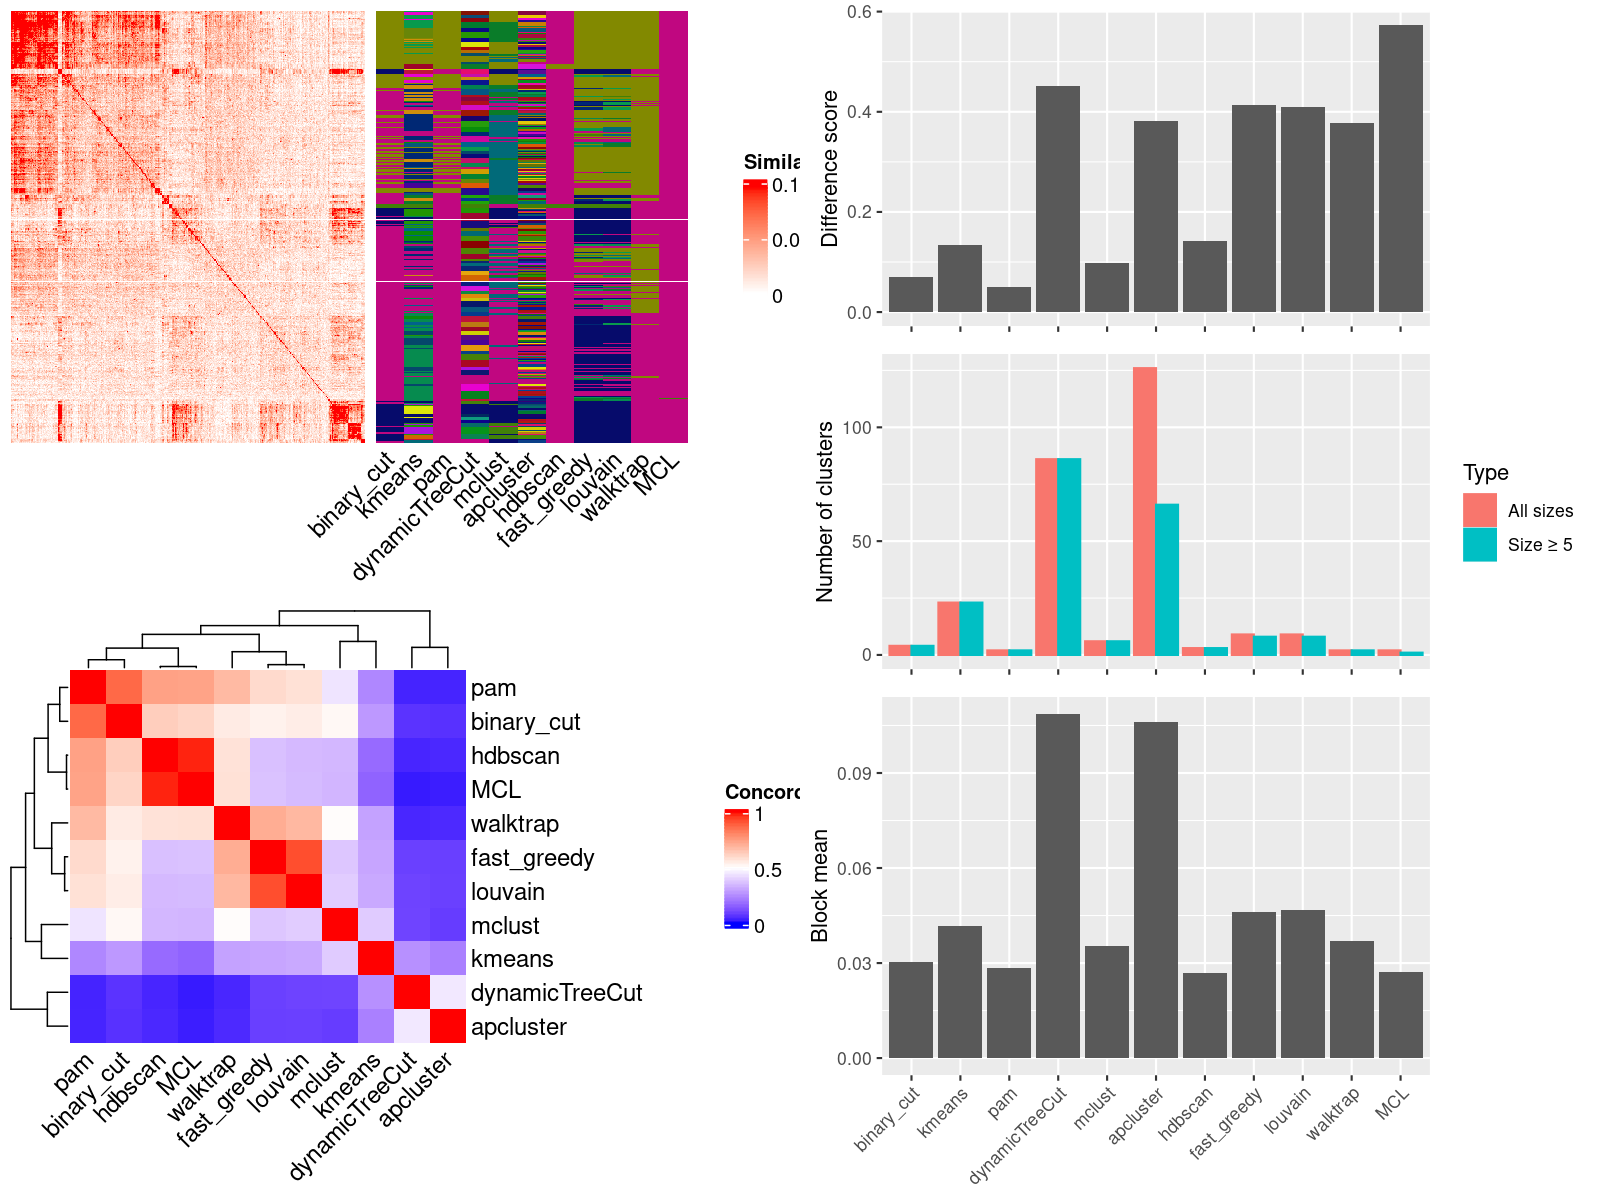 Simila
0.1
0.0
0
binary_cut
kmeans
pam
dynamicTreeCut
mclust
apcluster
hdbscan
fast_greedy
louvain
walktrap
MCL
pam
binary_cut
hdbscan
MCL
walktrap
fast_greedy
louvain
mclust
kmeans
dynamicTreeCut
apcluster
pam
binary_cut
hdbscan
MCL
walktrap
fast_greedy
louvain
mclust
kmeans
dynamicTreeCut
apcluster
Concord
1
0.5
0
Difference score
0.6
0.4
0.2
0.0
Number of clusters
100
50
0
Type
All sizes
Size ≥ 5
Block mean
0.09
0.06
0.03
0.00
binary_cut
kmeans
pam
dynamicTreeCut
mclust
apcluster
hdbscan
fast_greedy
louvain
walktrap
MCL